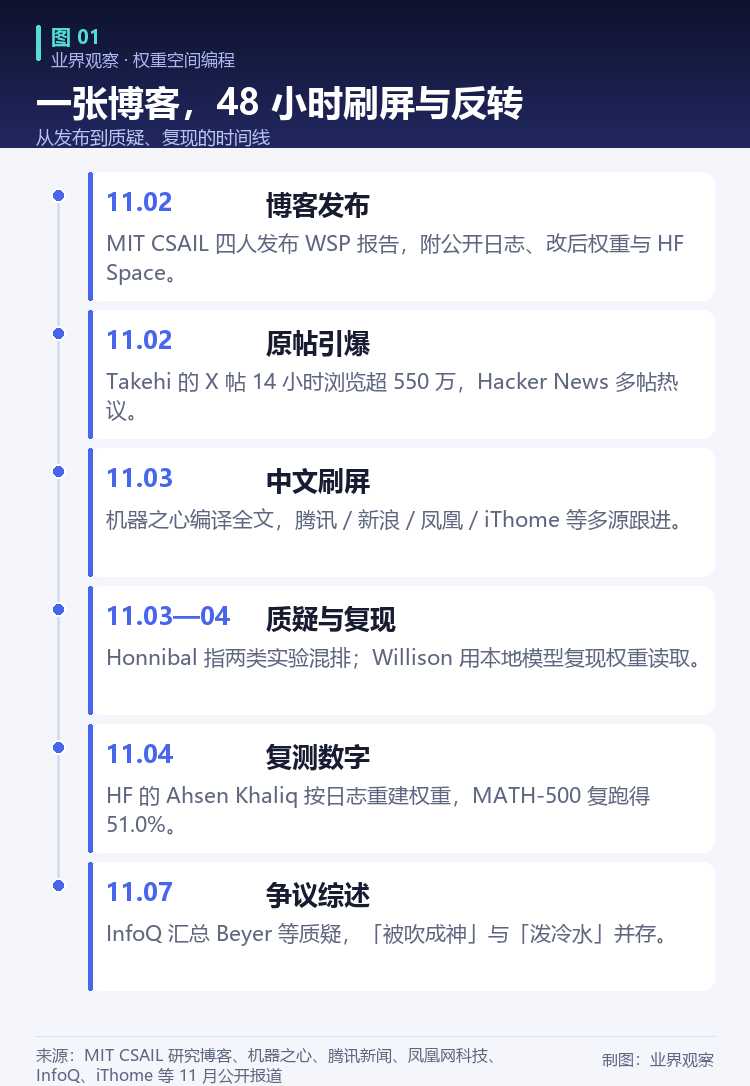 图 01
业界观察 · 权重空间编程
一张博客，48 小时刷屏与反转
从发布到质疑、复现的时间线
11.02 博客发布
MIT CSAIL 四人发布 WSP 报告，附公开日志、改后权重与 HF
Space。
11.02 原帖引爆
Takehi 的 X 帖 14 小时浏览超 550 万，Hacker News 多帖热
议。
11.03 中文刷屏
机器之心编译全文，腾讯 / 新浪 / 凤凰 / iThome 等多源跟进。
11.03—04 质疑与复现
Honnibal 指两类实验混排；Willison 用本地模型复现权重读取。
11.04 复测数字
HF 的 Ahsen Khaliq 按日志重建权重，MATH-500 复跑得
51.0%。
11.07 争议综述
InfoQ 汇总 Beyer 等质疑，「被吹成神」与「泼冷水」并存。
来源：MIT CSAIL 研究博客、机器之心、腾讯新闻、凤凰网科技、
InfoQ、iThome 等 11 月公开报道
制图：业界观察